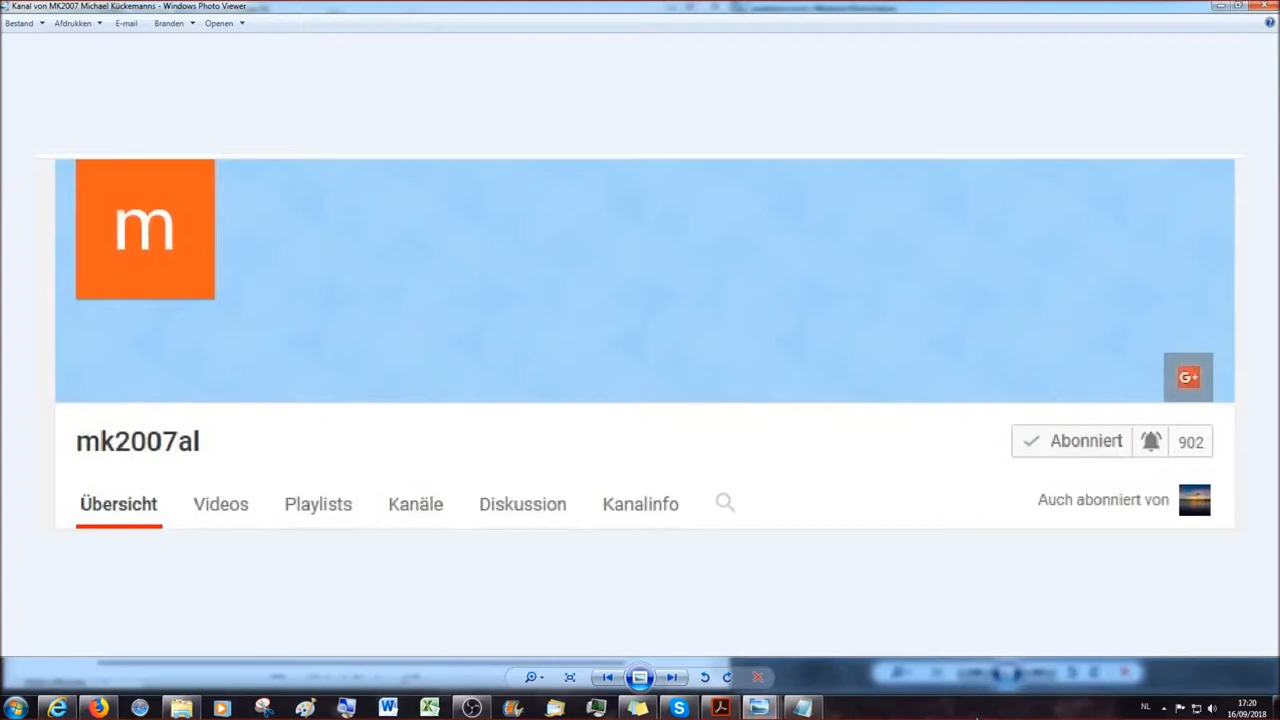 Kanal von MK2007 Michael Kückemanns - Windows Photo Viewer
Bestand Afdrukken E-mail Branden Openen
m
G+
mk2007al
Abonniert 902
Übersicht Videos Playlists Kanäle Diskussion Kanalinfo
Auch abonniert von
NL
17:20
16/09/2018